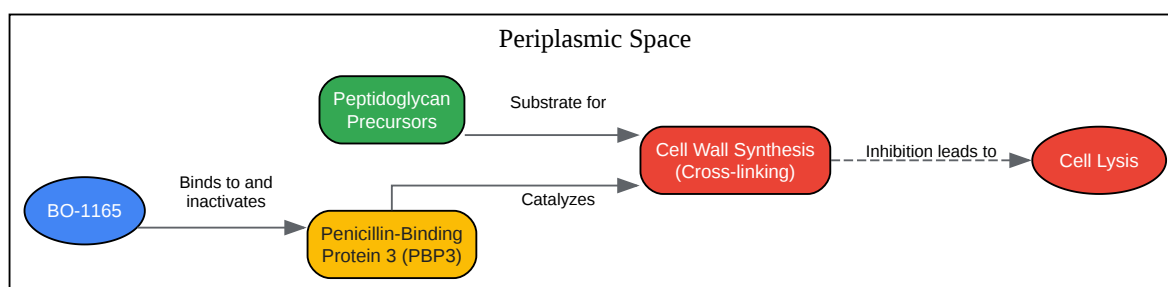 Periplasmic Space
Peptidoglycan
Precursors
Substrate for
Cell Wall Synthesis
(Cross-linking)
Inhibition leads to
Cell Lysis
BO-1165
Binds to and
inactivates
Penicillin-Binding
Protein 3 (PBP3)
Catalyzes